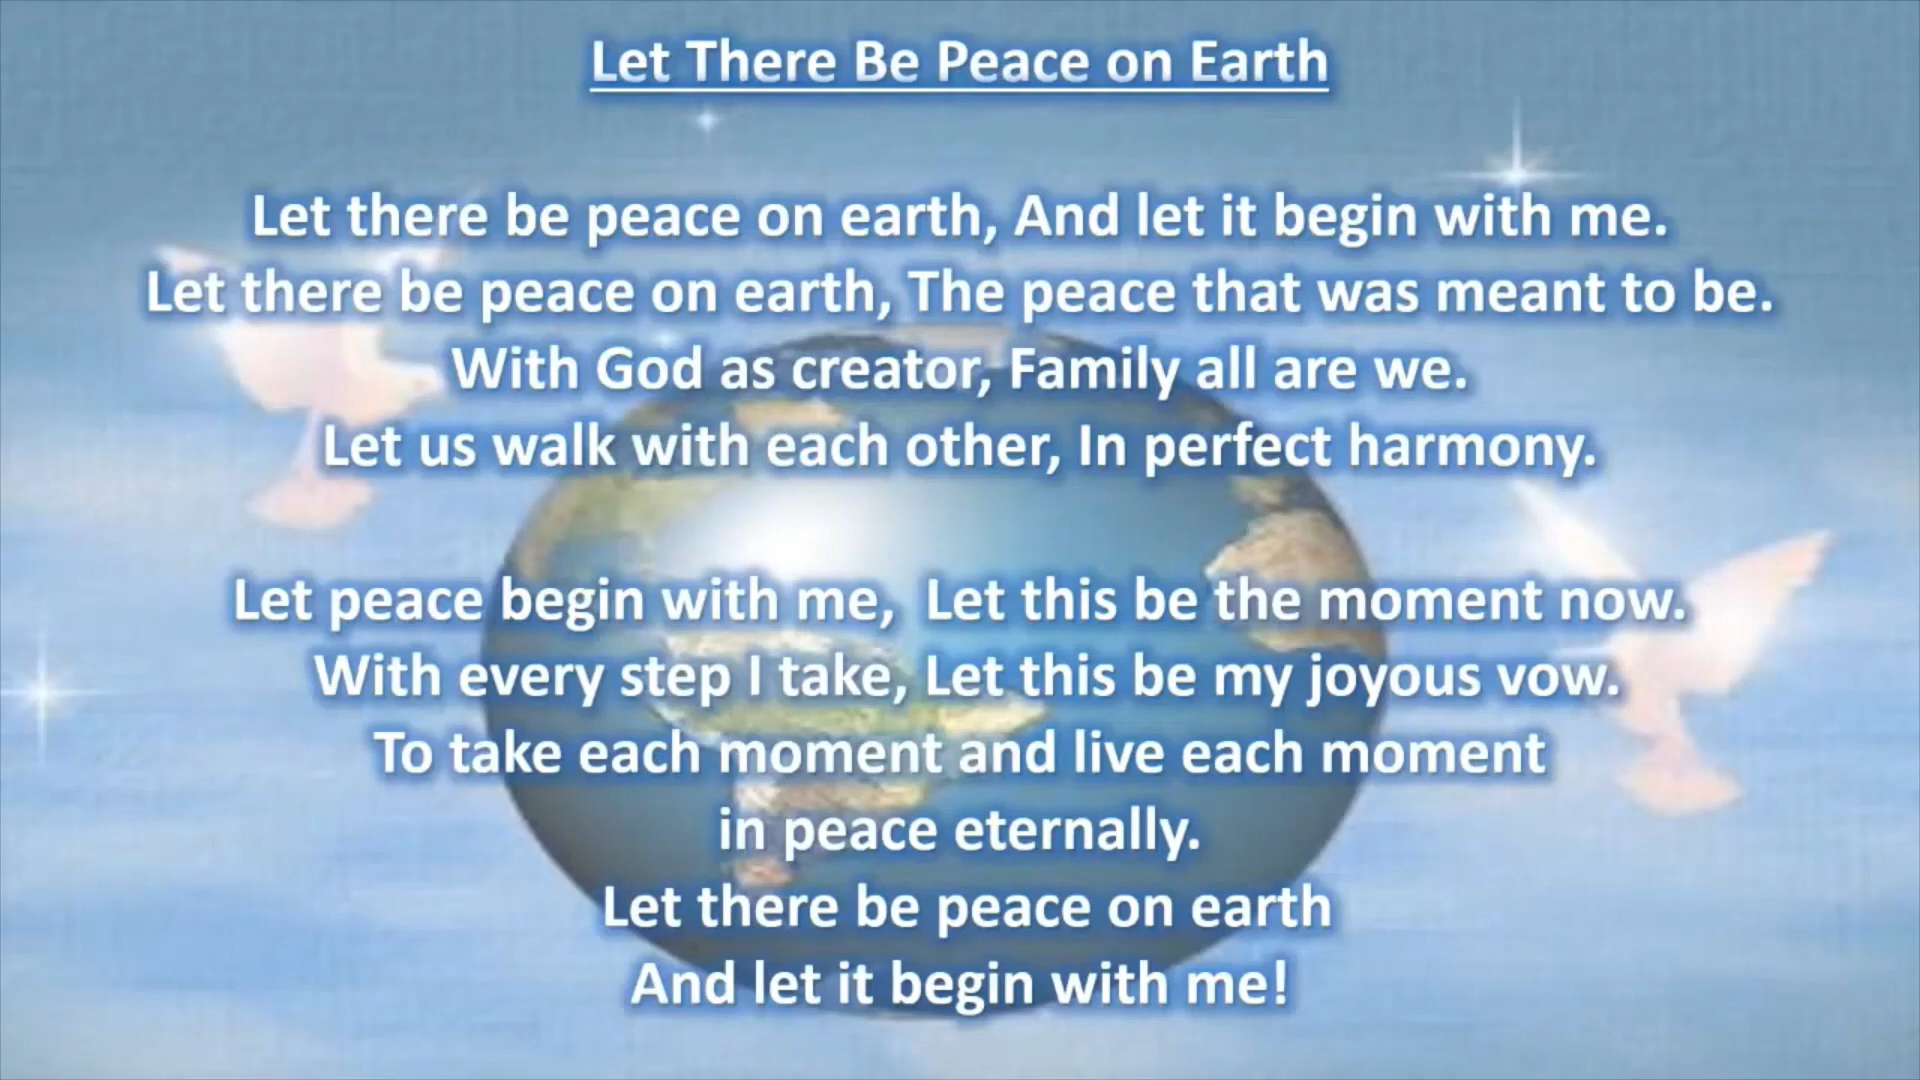 Let There Be Peace on Earth
Let there be peace on earth, And let it begin with me.
Let there be peace on earth, The peace that was meant to be.
With God as creator, Family all are we.
Let us walk with each other, In perfect harmony.
Let peace begin with me, Let this be the moment now.
With every step I take, Let this be my joyous vow.
To take each moment and live each moment
in peace eternally.
Let there be peace on earth
And let it begin with me!